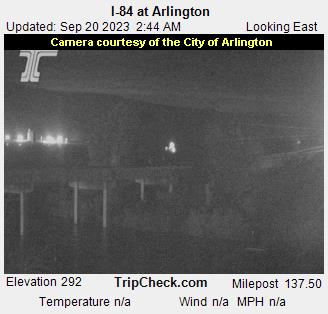 I-84 at Arlington
Updated: Sep 20 2023 2:44 AM Looking East
Camera courtesy of the City of Arlington
Elevation 292 TripCheck.com Milepost 137.50
Temperature n/a Wind n/a MPH n/a